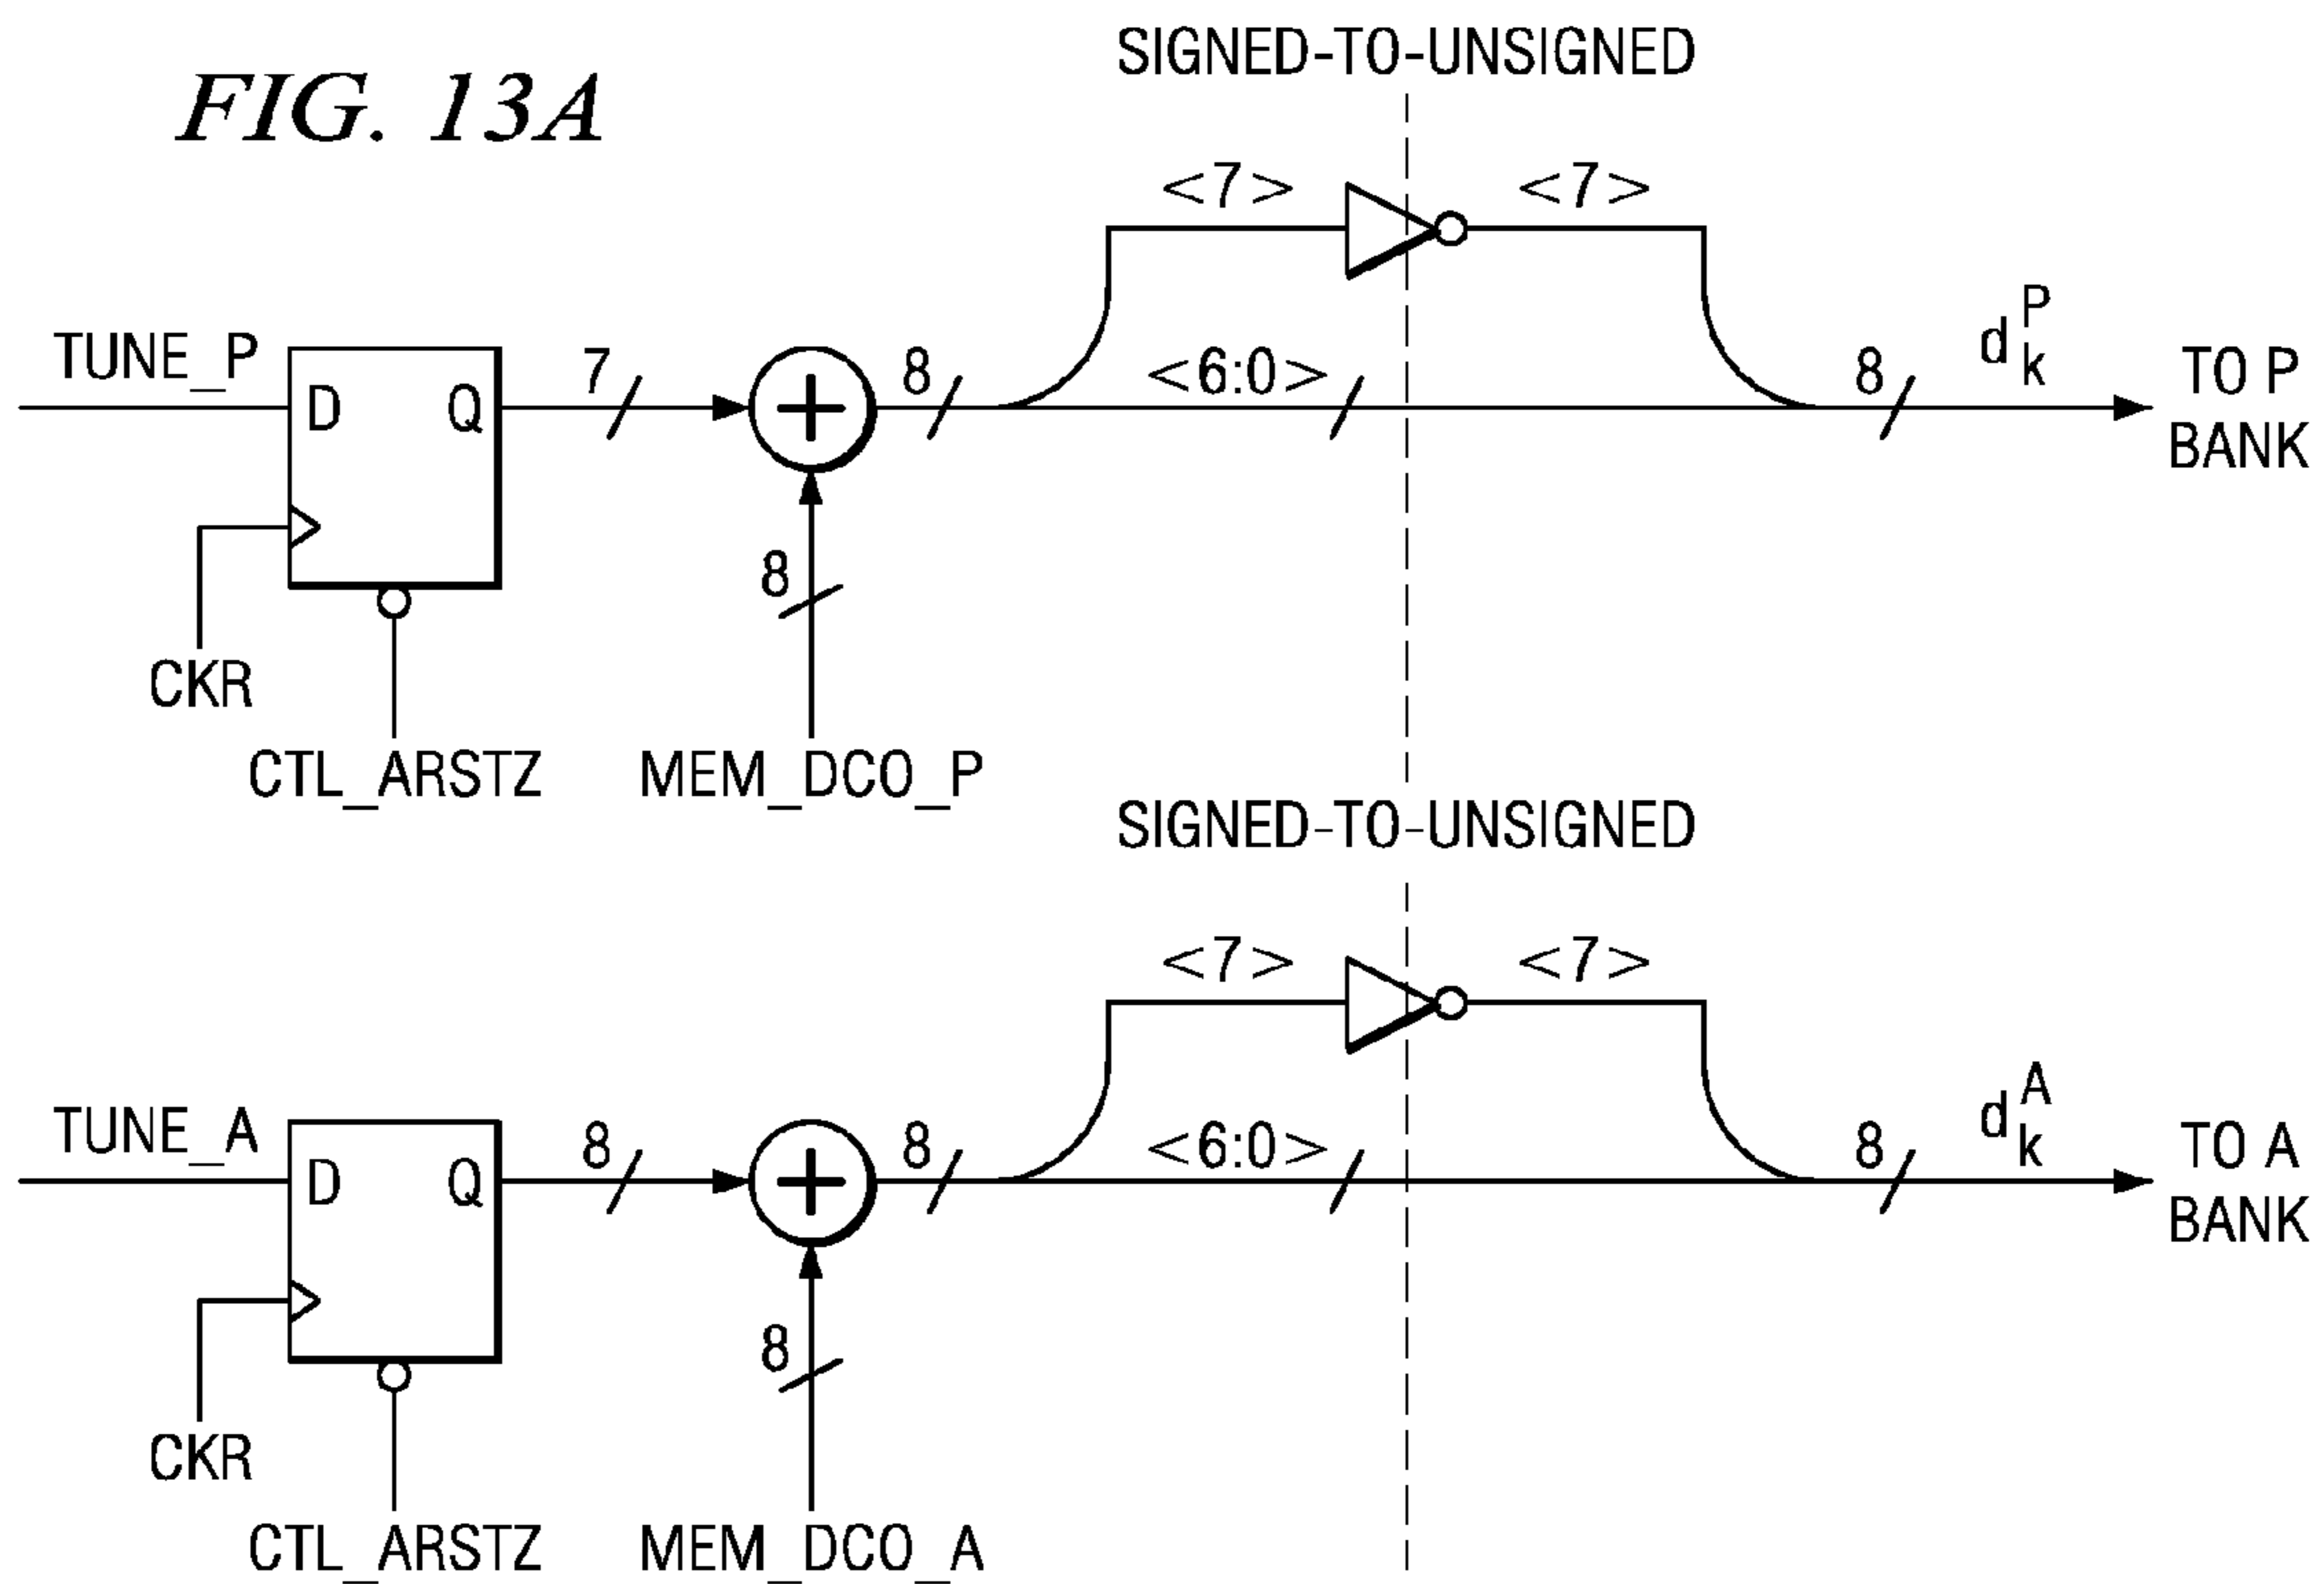 FIG. 13A
SIGNED-TO-UNSIGNED
<7>
<7>
TUNE_P
D
Q
7
8
<6:0>
8
d
P
k
TO P
BANK
8
CKR
CTL_ARSTZ
MEM_DCO_P
SIGNED-TO-UNSIGNED
<7>
<7>
TUNE_A
D
Q
8
8
<6:0>
8
d
A
k
TO A
BANK
8
CKR
CTL_ARSTZ
MEM_DCO_A